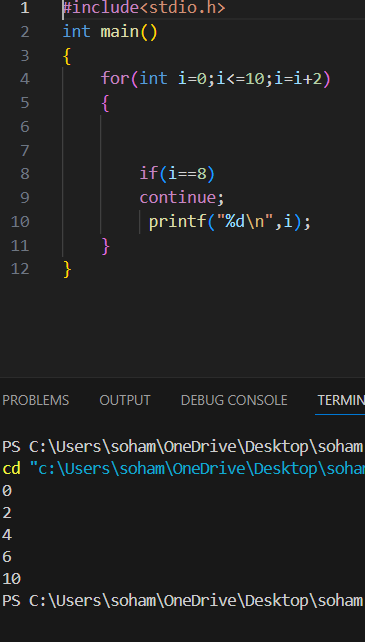 1 #include<stdio.h>
2 int main()
3 {
4 for(int i=0;i<=10;i=i+2)
5 {
6
7
8 if(i==8)
9 continue;
10 printf("%d\n",i);
11 }
12 }
PROBLEMS OUTPUT DEBUG CONSOLE TERMIN
PS C:\Users\soham\OneDrive\Desktop\soham
cd "c:\Users\soham\OneDrive\Desktop\soham
0
2
4
6
10
PS C:\Users\soham\OneDrive\Desktop\soham